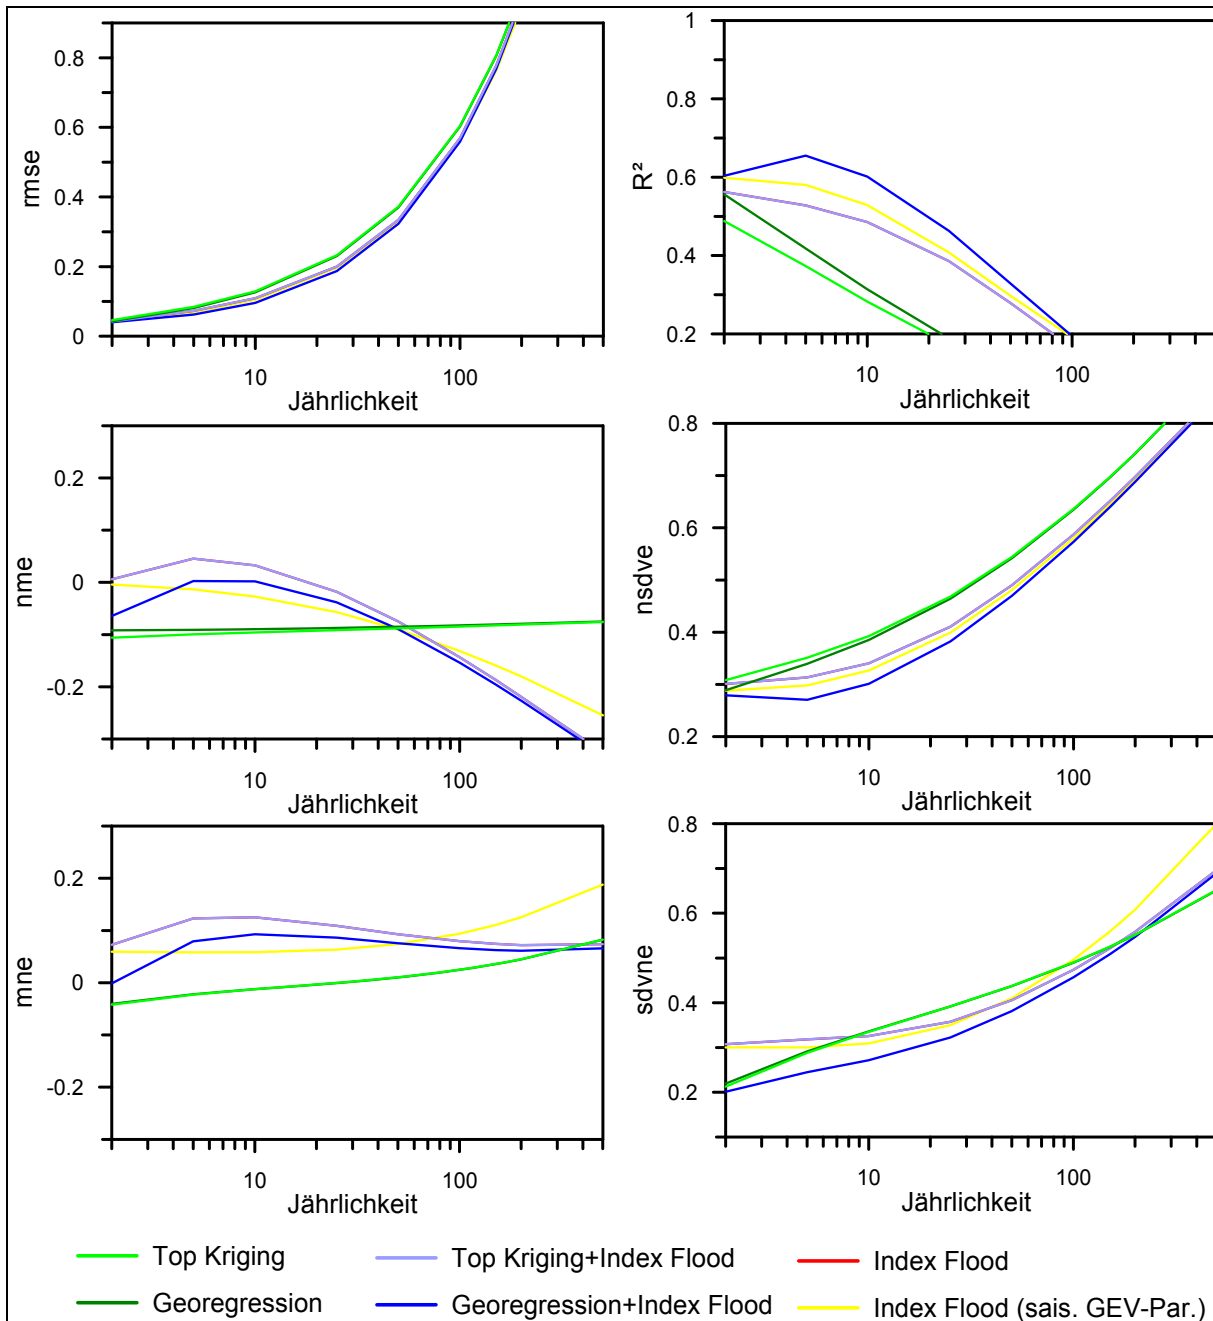 rmse
0.8
0.6
0.4
0.2
0
10
100
Jährlichkeit
R²
1
0.8
0.6
0.4
0.2
10
100
Jährlichkeit
nme
0.2
0
-0.2
10
100
Jährlichkeit
nsdve
0.8
0.6
0.4
0.2
10
100
Jährlichkeit
mne
0.2
0
-0.2
10
100
Jährlichkeit
sdvne
0.8
0.6
0.4
0.2
10
100
Jährlichkeit
Top Kriging
Top Kriging+Index Flood
Index Flood
Georegression
Georegression+Index Flood
Index Flood (sais. GEV-Par.)